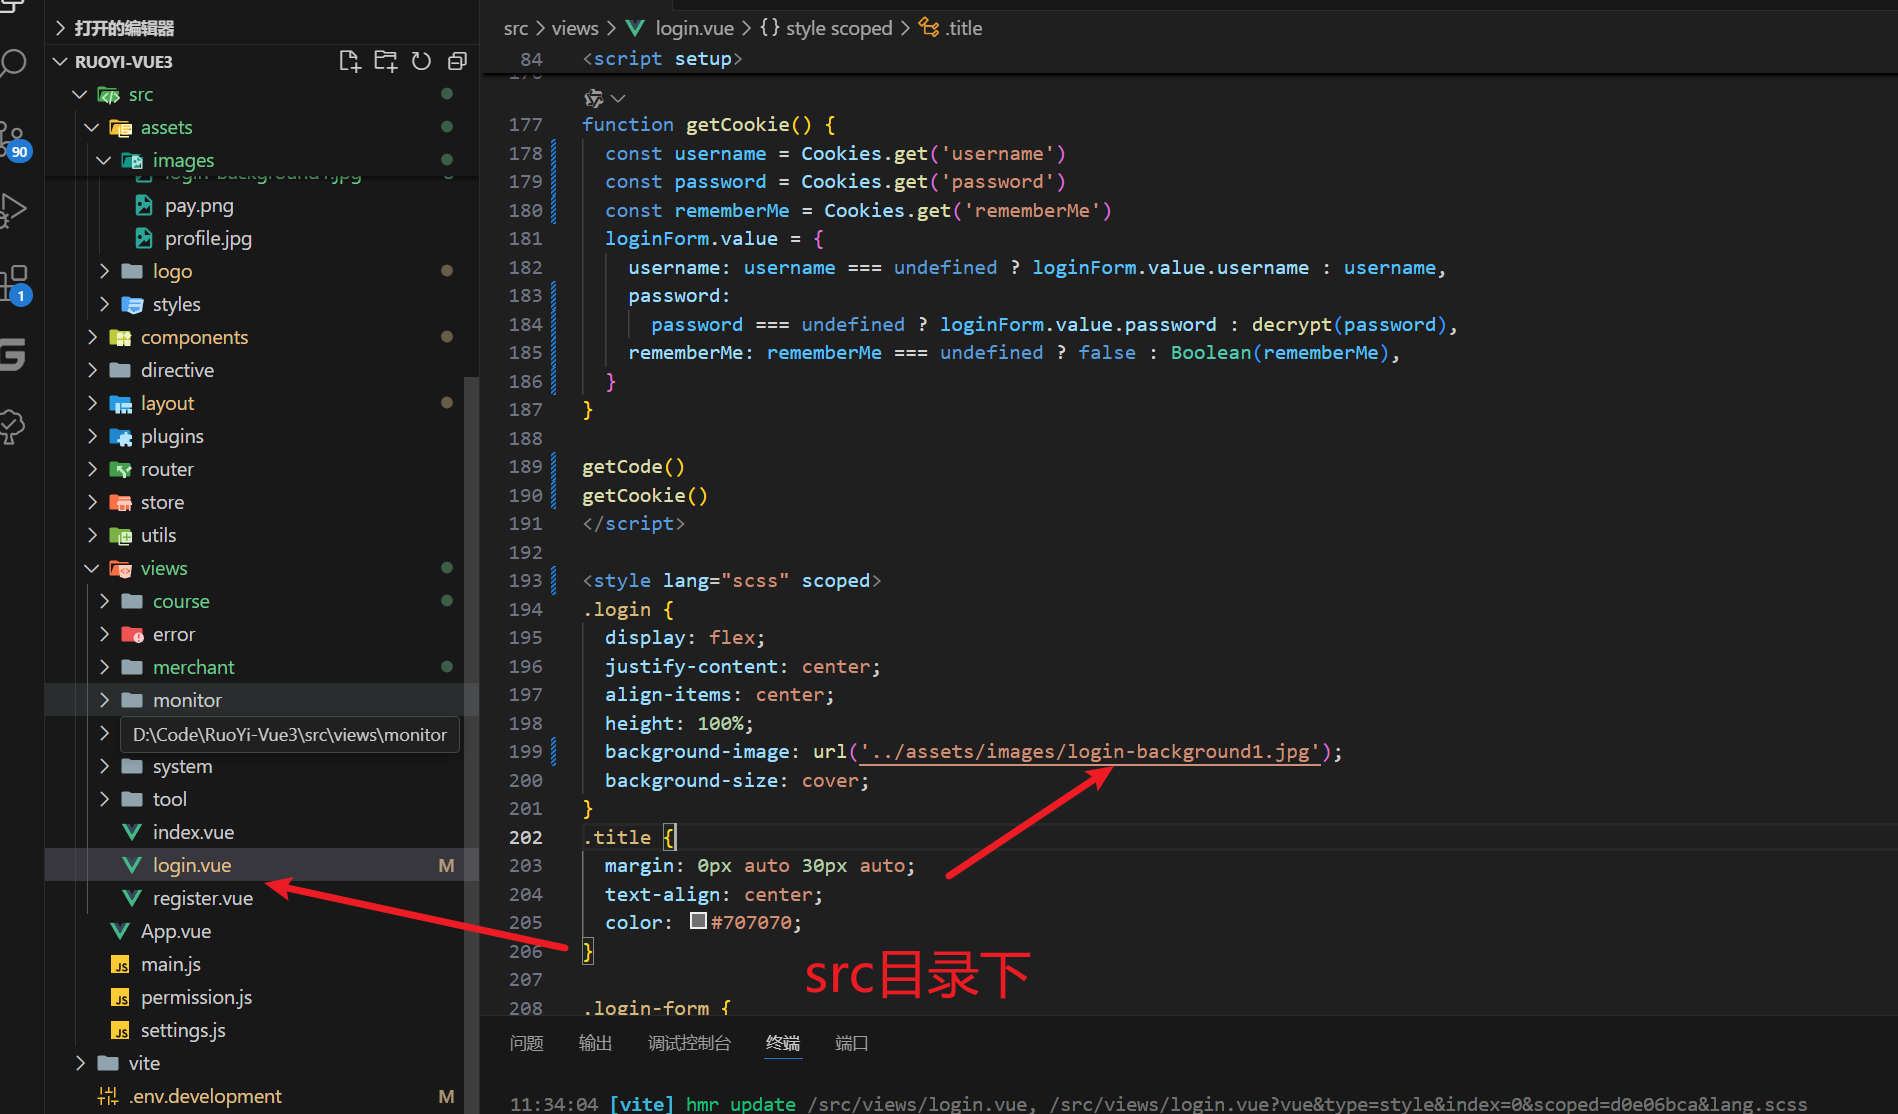 打开的编辑器
RUOYI-VUE3
src
assets
images
login-background1.jpg
pay.png
profile.jpg
logo
styles
components
directive
layout
plugins
router
store
utils
views
course
error
merchant
monitor
D:\Code\RuoYi-Vue3\src\views\monitor
system
tool
index.vue
login.vue M
register.vue
App.vue
main.js
permission.js
settings.js
vite
.env.development M
90
1
src > views > login.vue > {} style scoped > .title
84 <script setup>
176
177 function getCookie() {
178 const username = Cookies.get('username')
179 const password = Cookies.get('password')
180 const rememberMe = Cookies.get('rememberMe')
181 loginForm.value = {
182 username: username === undefined ? loginForm.value.username : username,
183 password:
184 password === undefined ? loginForm.value.password : decrypt(password),
185 rememberMe: rememberMe === undefined ? false : Boolean(rememberMe),
186 }
187 }
188
189 getCode()
190 getCookie()
191 </script>
192
193 <style lang="scss" scoped>
194 .login {
195 display: flex;
196 justify-content: center;
197 align-items: center;
198 height: 100%;
199 background-image: url('../assets/images/login-background1.jpg');
200 background-size: cover;
201 }
202 .title {
203 margin: 0px auto 30px auto;
204 text-align: center;
205 color: #707070;
206 }
207
208 .login-form {
src目录下
问题 输出 调试控制台 终端 端口
11:34:04 [vite] hmr update /src/views/login.vue, /src/views/login.vue?vue&type=style&index=0&scoped=d0e06bca&lang.scss